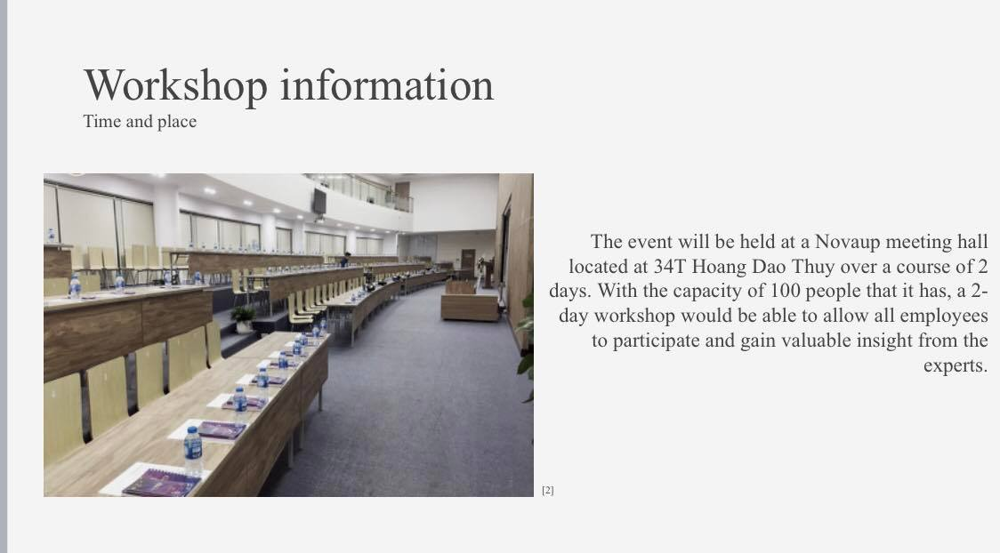 Workshop information
Time and place
The event will be held at a Novaup meeting hall
located at 34T Hoang Dao Thuy over a course of 2
days. With the capacity of 100 people that it has, a 2-
day workshop would be able to allow all employees
to participate and gain valuable insight from the
experts.
[2]